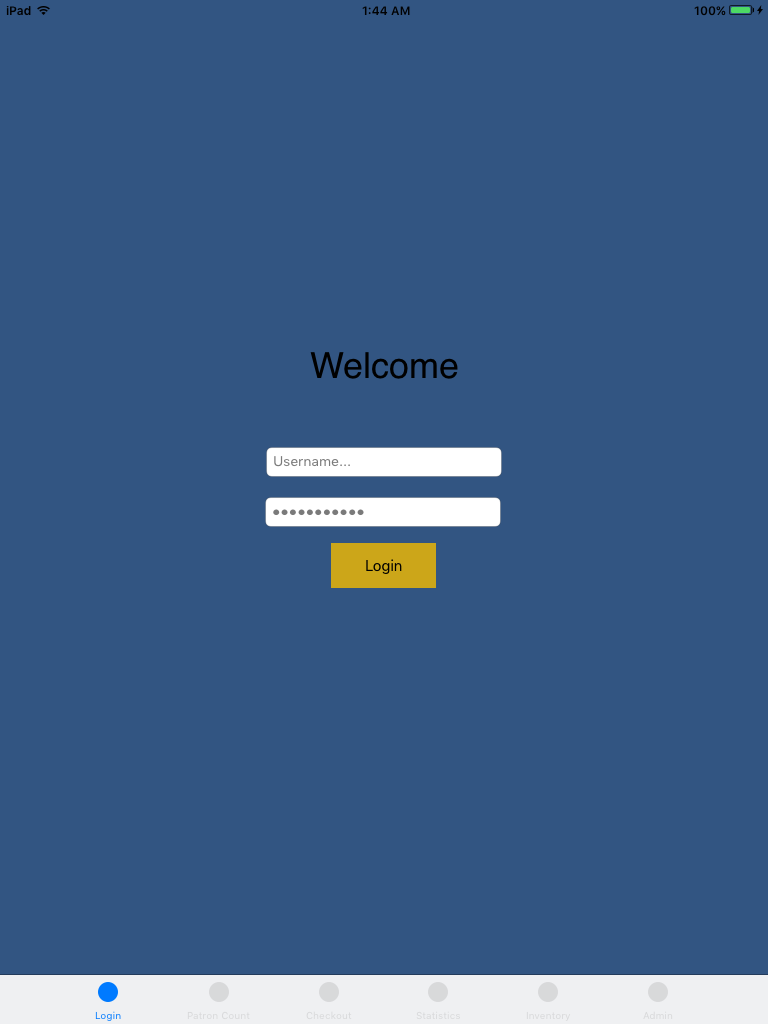 iPad 1:44 AM 100%
Welcome
Username...
•••••••••••
Login
Login Patron Count Checkout Statistics Inventory Admin